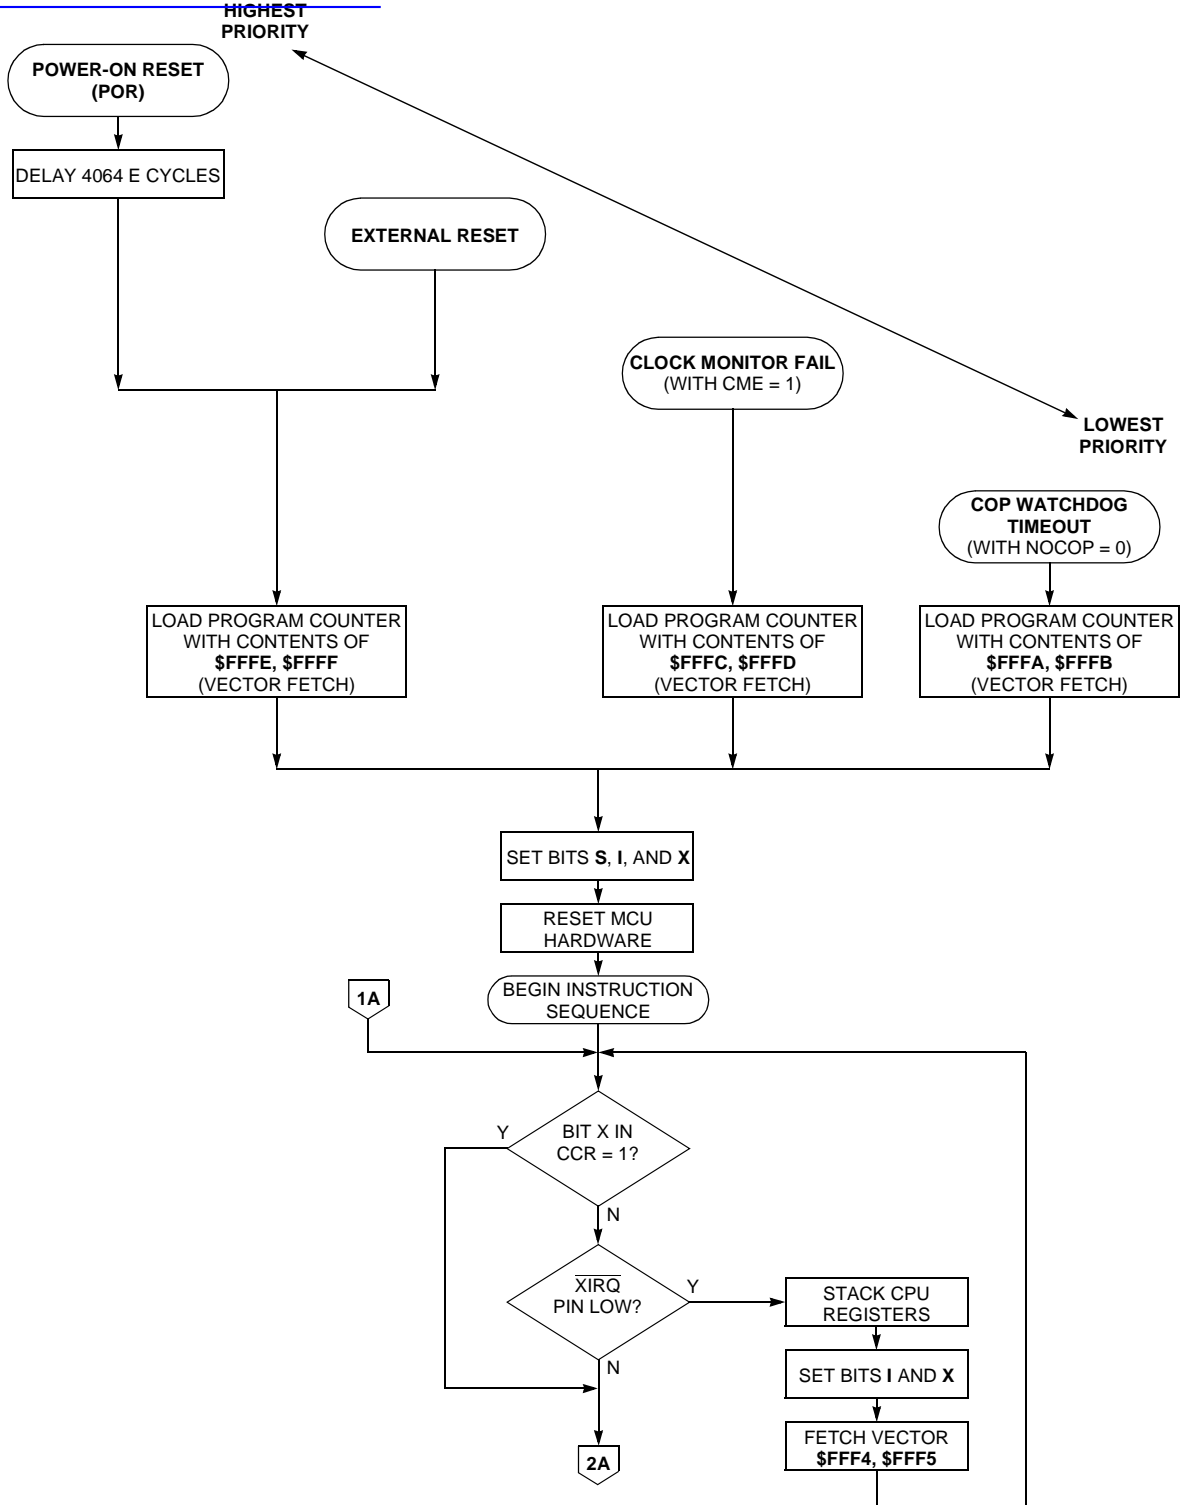 HIGHEST
PRIORITY
POWER-ON RESET
(POR)
DELAY 4064 E CYCLES
EXTERNAL RESET
CLOCK MONITOR FAIL
(WITH CME = 1)
LOWEST
PRIORITY
COP WATCHDOG
TIMEOUT
(WITH NOCOP = 0)
LOAD PROGRAM COUNTER
WITH CONTENTS OF
$FFFE, $FFFF
(VECTOR FETCH)
LOAD PROGRAM COUNTER
WITH CONTENTS OF
$FFFC, $FFFD
(VECTOR FETCH)
LOAD PROGRAM COUNTER
WITH CONTENTS OF
$FFFA, $FFFB
(VECTOR FETCH)
SET BITS S, I, AND X
RESET MCU
HARDWARE
1A
BEGIN INSTRUCTION
SEQUENCE
Y
BIT X IN
CCR = 1?
N
XIRQ
PIN LOW?
Y
STACK CPU
REGISTERS
N
SET BITS I AND X
FETCH VECTOR
$FFF4, $FFF5
2A